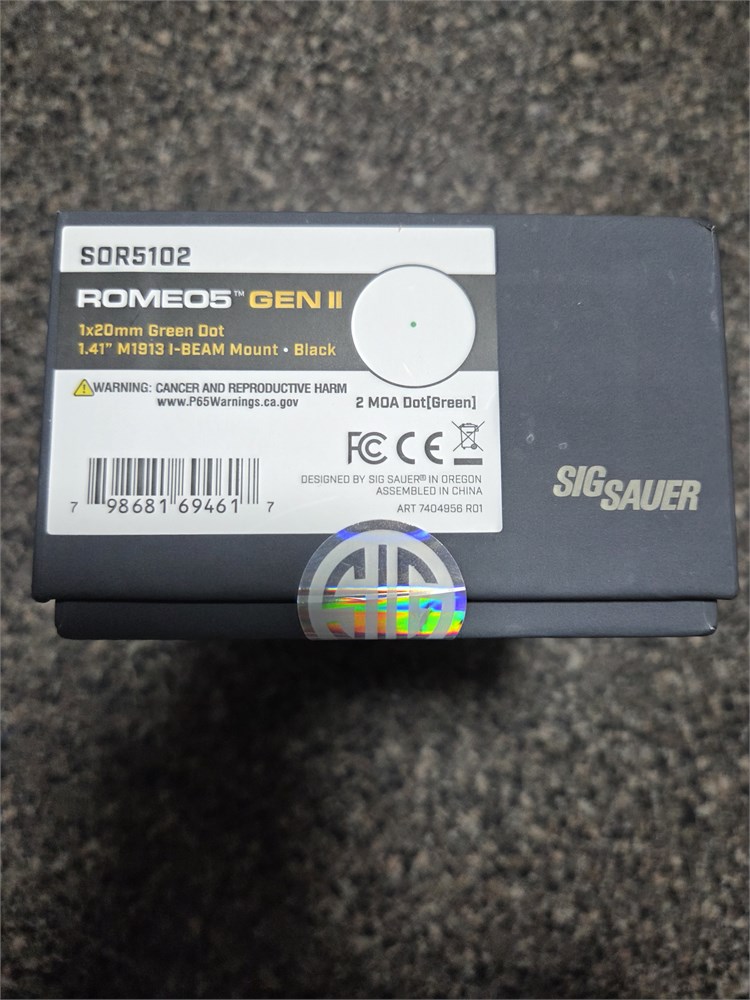 SOR5102
ROMEO5™ GEN II
1x20mm Green Dot
1.41" M1913 I-BEAM Mount • Black
WARNING: CANCER AND REPRODUCTIVE HARM
www.P65Warnings.ca.gov
2 MOA Dot[Green]
FC CE
DESIGNED BY SIG SAUER® IN OREGON
ASSEMBLED IN CHINA
ART 7404956 R01
7 98681 69461 7
SIG SAUER